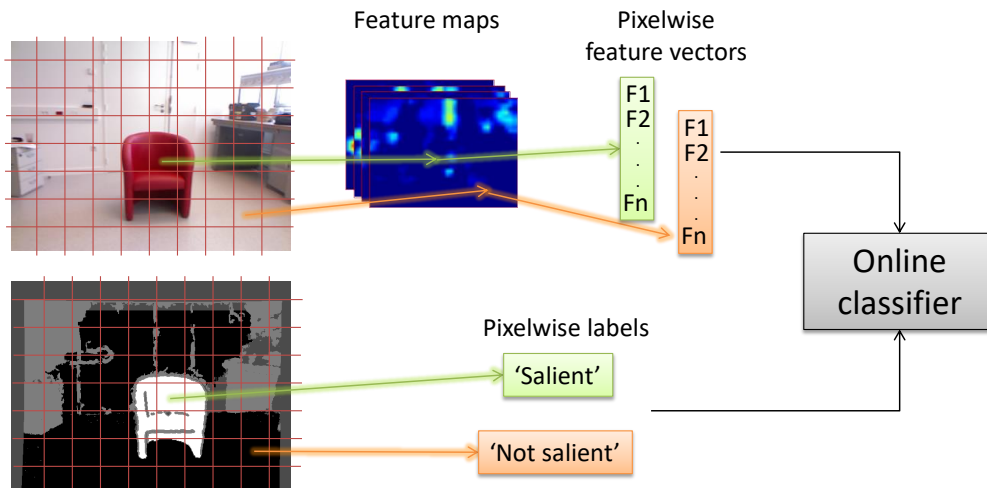 Feature maps
Pixelwise
feature vectors
F1
F2
.
.
.
Fn
F1
F2
.
.
.
Fn
Online
classifier
Pixelwise labels
‘Salient’
‘Not salient’